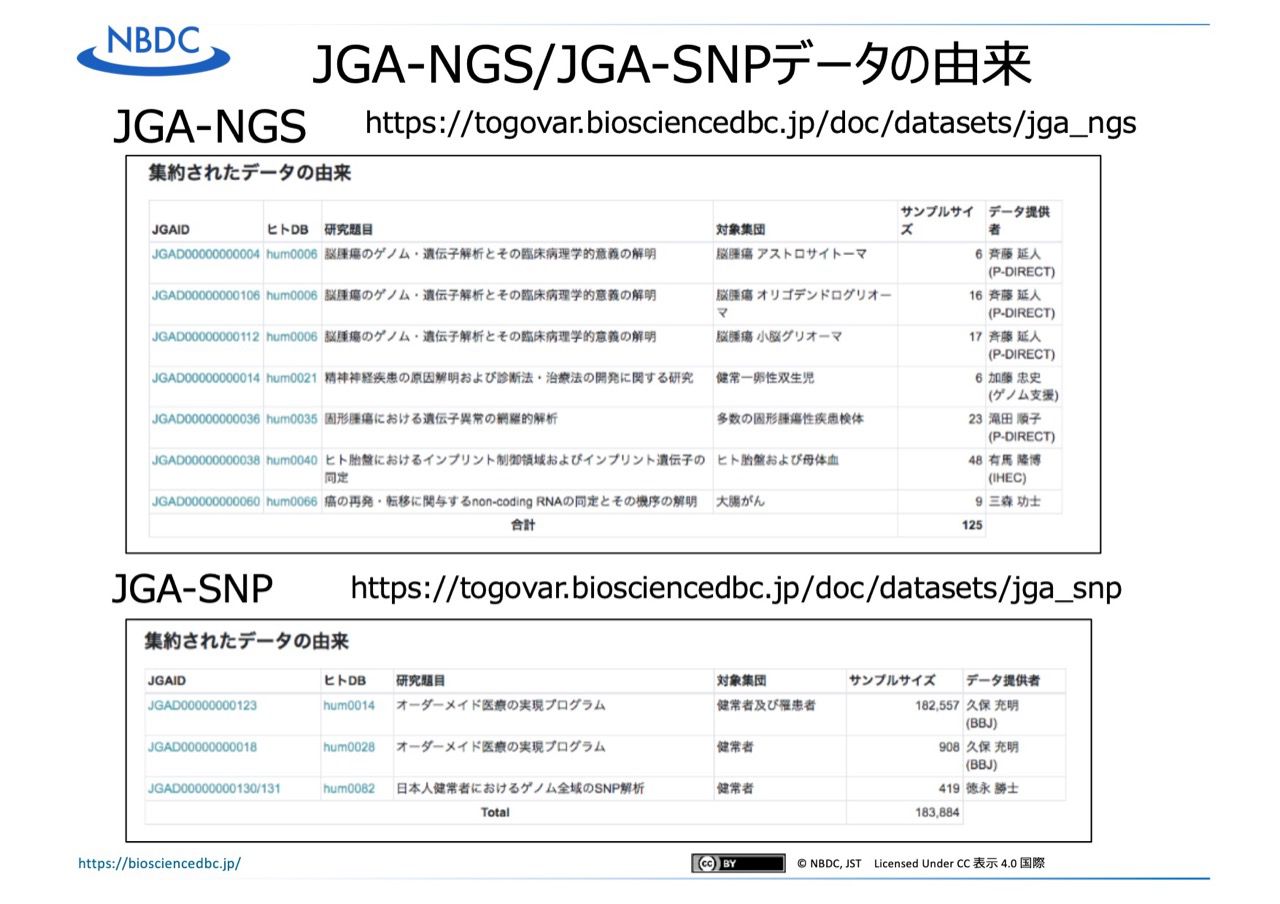 NBDC
JGA-NGS/JGA-SNPデータの由来
JGA-NGS https://togovar.biosciencedbc.jp/doc/datasets/jga_ngs
集約されたデータの由来
JGAID ヒトDB 研究題目 対象集団 サンプルサイズ データ提供者
JGAD00000000004 hum0006 脳腫瘍のゲノム・遺伝子解析とその臨床病理学的意義の解明 脳腫瘍 アストロサイトーマ 6 斉藤 延人
(P-DIRECT)
JGAD00000000106 hum0006 脳腫瘍のゲノム・遺伝子解析とその臨床病理学的意義の解明 脳腫瘍 オリゴデンドログリオーマ 16 斉藤 延人
(P-DIRECT)
JGAD00000000112 hum0006 脳腫瘍のゲノム・遺伝子解析とその臨床病理学的意義の解明 脳腫瘍 小脳グリオーマ 17 斉藤 延人
(P-DIRECT)
JGAD00000000014 hum0021 精神神経疾患の原因解明および診断法・治療法の開発に関する研究 健常一卵性双生児 6 加藤 忠史
(ゲノム支援)
JGAD00000000036 hum0035 固形腫瘍における遺伝子異常の網羅的解析 多数の固形腫瘍性疾患検体 23 滝田 順子
(P-DIRECT)
JGAD00000000038 hum0040 ヒト胎盤におけるインプリント制御領域およびインプリント遺伝子の同定 ヒト胎盤および母体血 48 有馬 隆博
(IHEC)
JGAD00000000060 hum0066 癌の再発・転移に関与するnon-coding RNAの同定とその機序の解明 大腸がん 9 三森 功士
合計 125
JGA-SNP https://togovar.biosciencedbc.jp/doc/datasets/jga_snp
集約されたデータの由来
JGAID ヒトDB 研究題目 対象集団 サンプルサイズ データ提供者
JGAD00000000123 hum0014 オーダーメイド医療の実現プログラム 健常者及び罹患者 182,557 久保 充明
(BBJ)
JGAD00000000018 hum0028 オーダーメイド医療の実現プログラム 健常者 908 久保 充明
(BBJ)
JGAD00000000130/131 hum0082 日本人健常者におけるゲノム全域のSNP解析 健常者 419 徳永 勝士
Total 183,884
https://biosciencedbc.jp/ cc BY © NBDC, JST Licensed Under CC 表示 4.0 国際